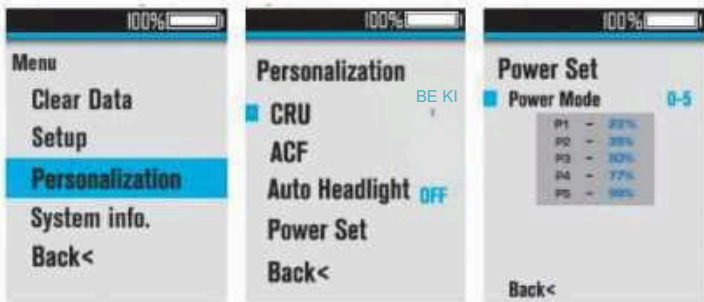 100%
Menu
Clear Data
Setup
Personalization
System info.
Back<
100%
Personalization
BE KI
CRU
ACF
Auto Headlight OFF
Power Set
Back<
100%
Power Set
Power Mode 0-5
P1 -
P2 -
P3 -
P4 - 77%
P5 -
Back<